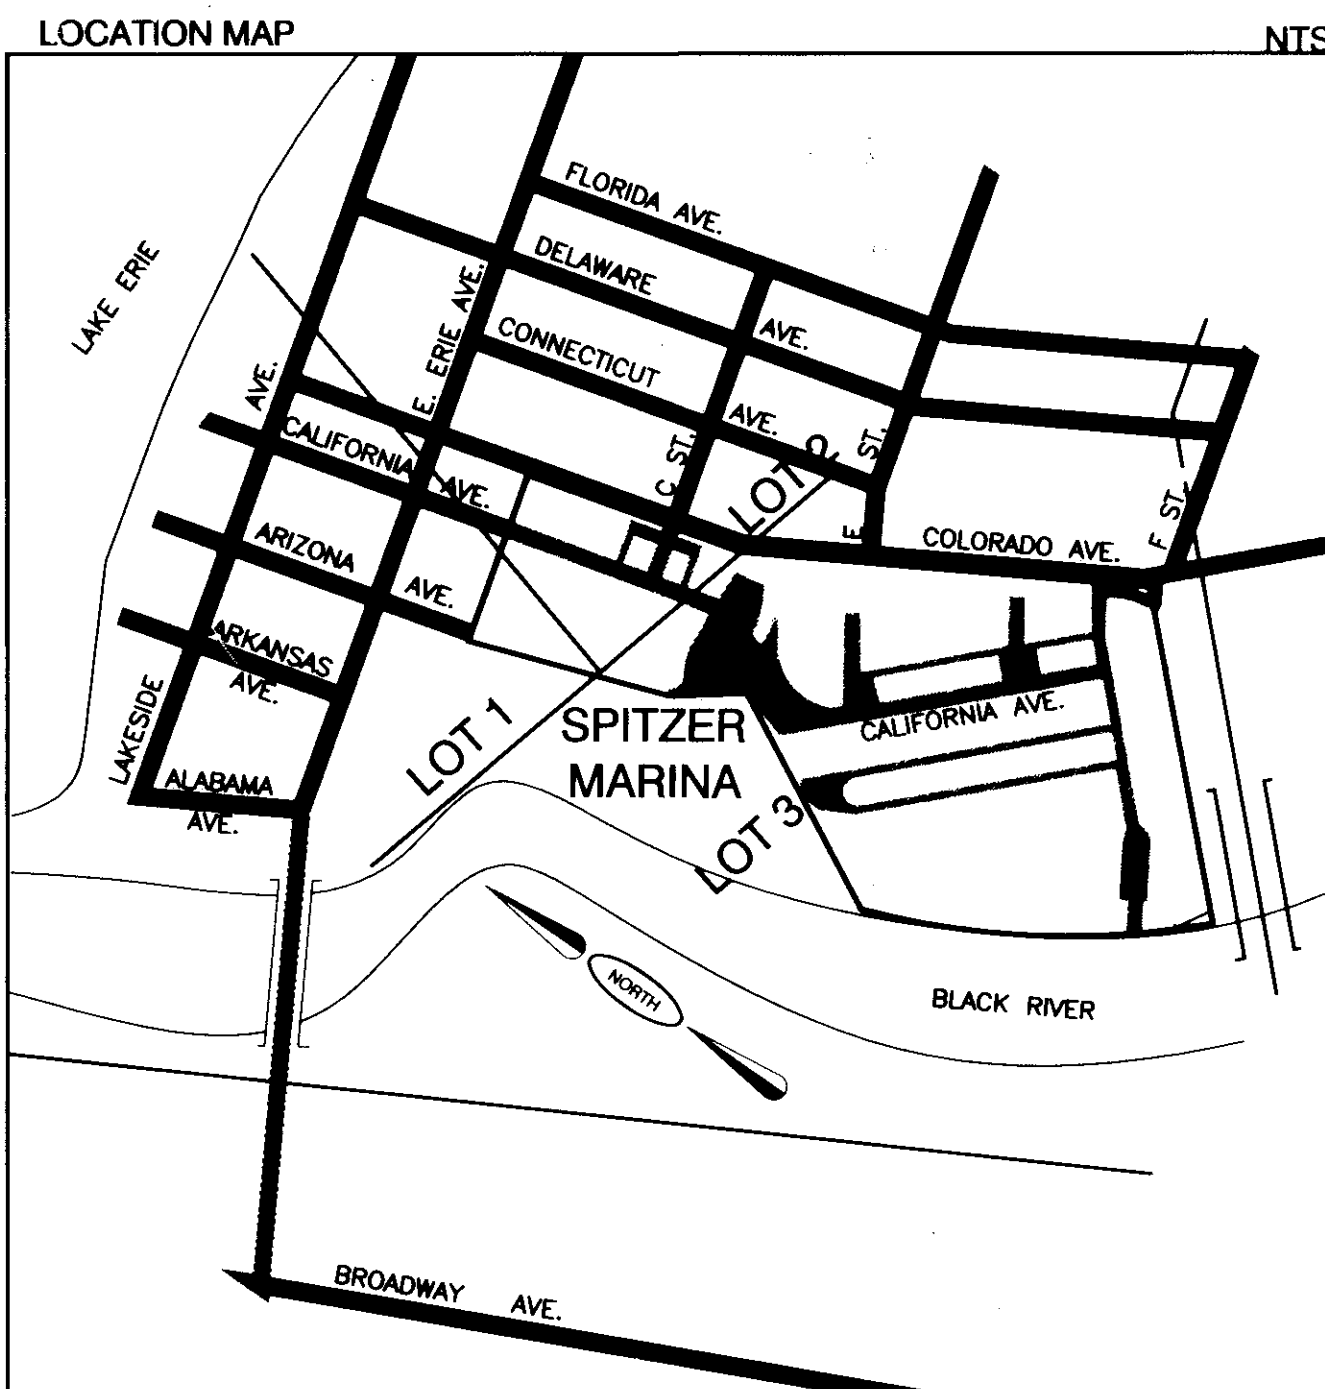 LOCATION MAP
NTS
FLORIDA AVE.
DELAWARE AVE.
CONNECTICUT AVE.
LAKE ERIE
E. ERIE AVE.
LAKESIDE AVE.
CALIFORNIA AVE.
C ST.
LOT 2
E ST.
F ST.
COLORADO AVE.
ARIZONA AVE.
ARKANSAS
AVE.
LOT 1
SPITZER
MARINA
CALIFORNIA AVE.
ALABAMA
AVE.
LOT 3
NORTH
BLACK RIVER
BROADWAY AVE.